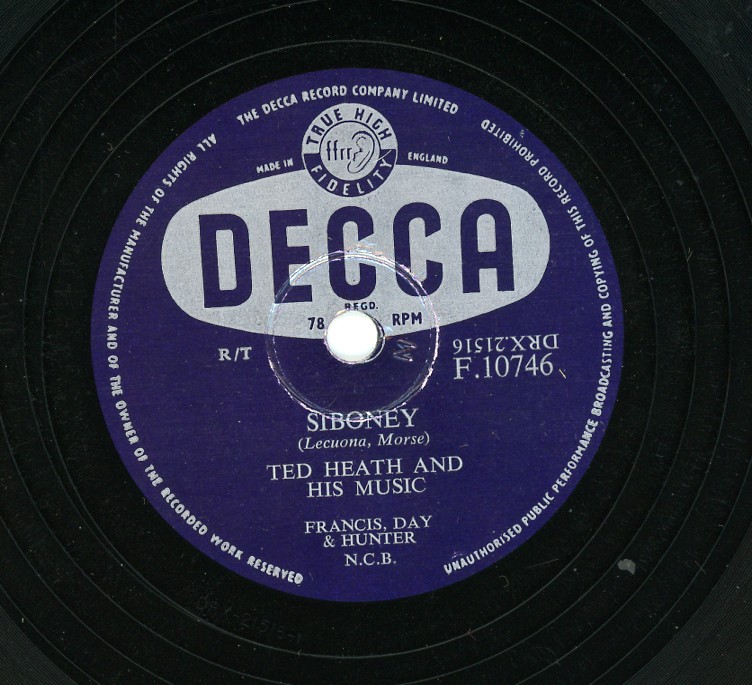 THE DECCA RECORD COMPANY LIMITED
ALL RIGHTS OF THE MANUFACTURER AND OF THE OWNER OF THE RECORDED WORK RESERVED
UNAUTHORISED PUBLIC PERFORMANCE BROADCASTING AND COPYING OF THIS RECORD PROHIBITED
TRUE HIGH
ffrr
FIDELITY
MADE IN ENGLAND
DECCA
REGD.
78 RPM
R/T
DRX.21516
F.10746
SIBONEY
(Lecuona, Morse)
TED HEATH AND
HIS MUSIC
FRANCIS, DAY
& HUNTER
N.C.B.